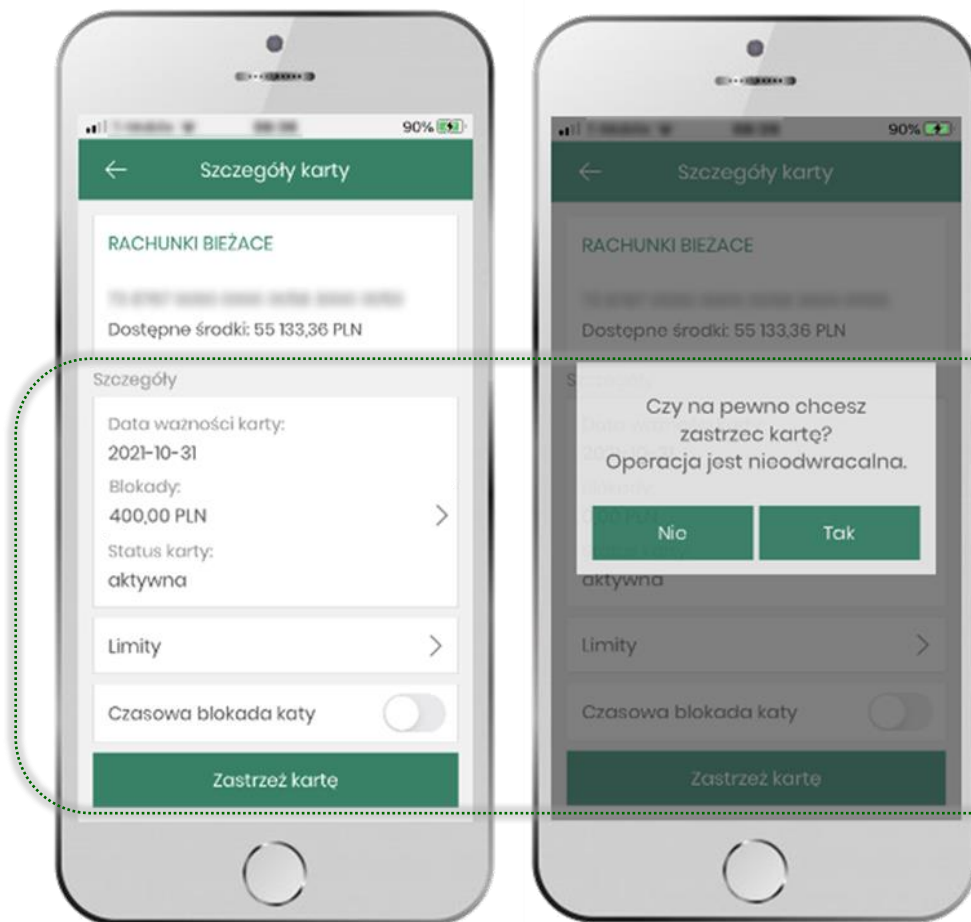 90%
Szczegóły karty
RACHUNKI BIEŻACE
Dostępne środki: 55 133,36 PLN
Szczegóły
Data ważności karty:
2021-10-31
Blokady:
400,00 PLN
Status karty:
aktywna
Limity
Czasowa blokada katy
Zastrzeż kartę
90%
Szczegóły karty
RACHUNKI BIEŻACE
Dostępne środki: 55 133,36 PLN
Czy na pewno chcesz
zastrzec kartę?
Operacja jest nieodwracalna.
Nie Tak
aktywna
Limity
Czasowa blokada katy
Zastrzeż kartę